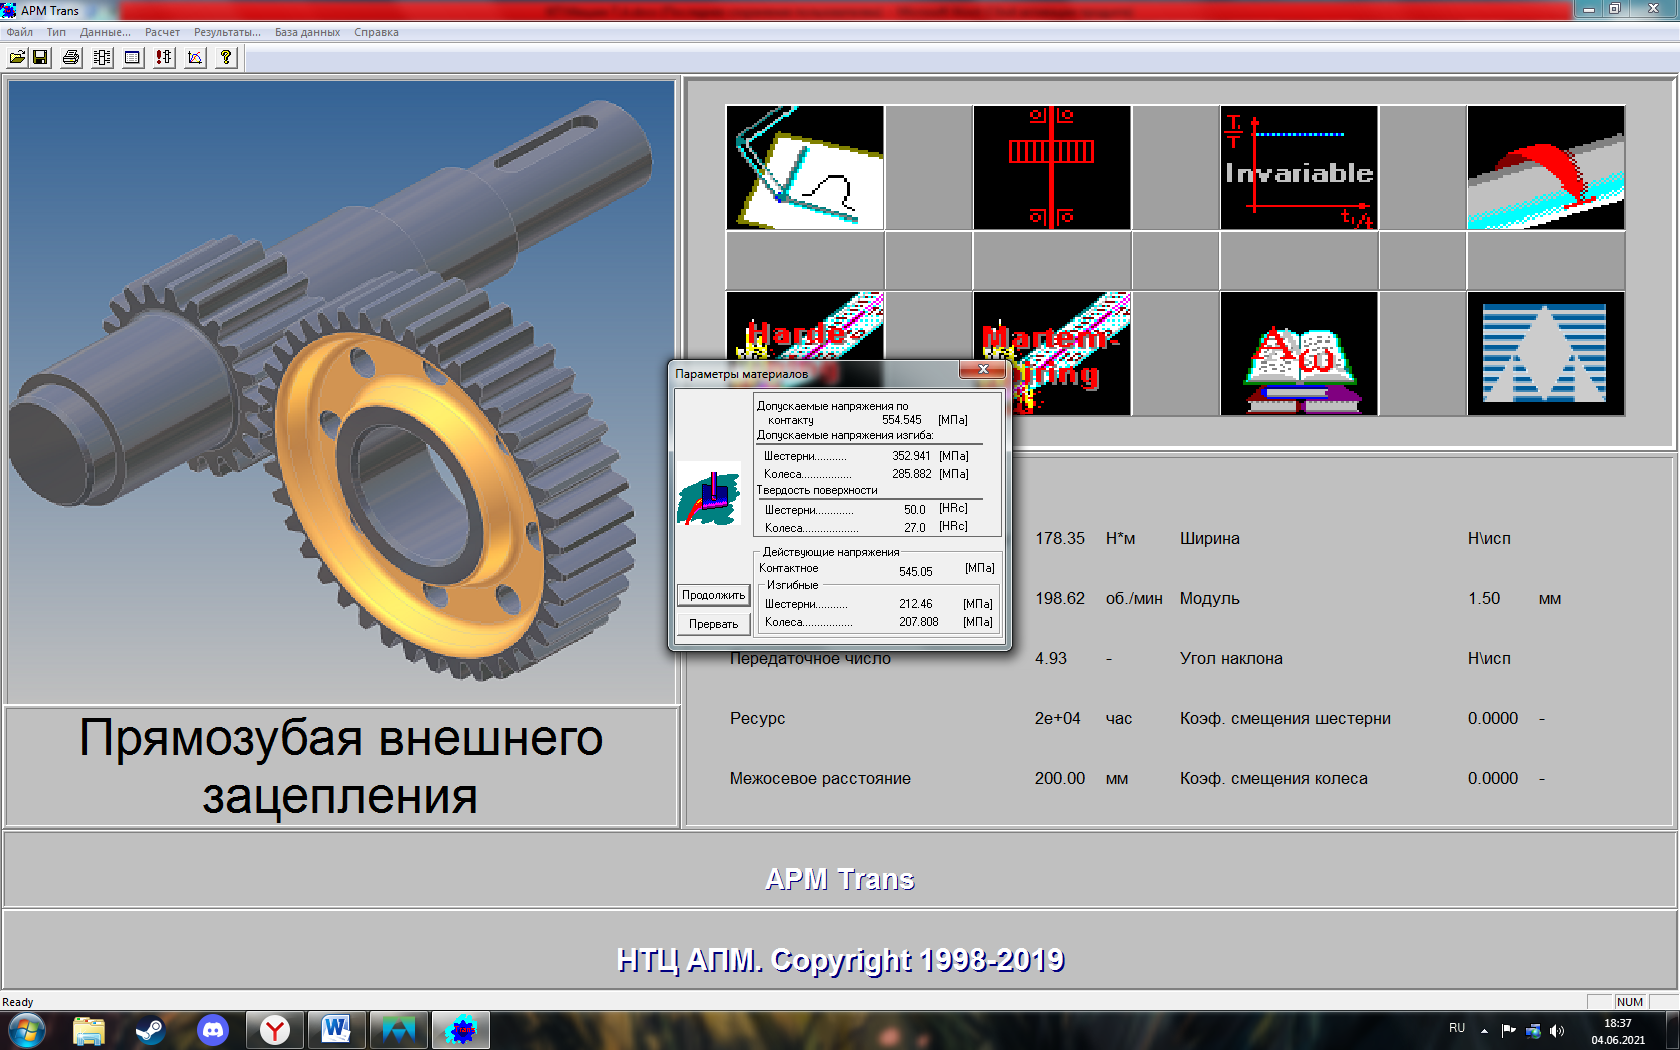 APM Trans
Файл Тип Данные... Расчет Результаты... База данных Справка
T
T
Invariable
Harde-
Martem-
ring
Αω
Параметры материалов
Допускаемые напряжения по
контакту 554.545 [МПа]
Допускаемые напряжения изгиба:
Шестерни........... 352.941 [МПа]
Колеса................. 285.882 [МПа]
Твердость поверхности
Шестерни............. 50.0 [HRc]
Колеса................... 27.0 [HRc]
Действующие напряжения
Контактное 545.05 [МПа]
Изгибные
Шестерни........... 212.46 [МПа]
Колеса................. 207.808 [МПа]
Продолжить
Прервать
178.35 Н*м Ширина Н\исп
198.62 об./мин Модуль 1.50 мм
Передаточное число 4.93 - Угол наклона Н\исп
Ресурс 2e+04 час Коэф. смещения шестерни 0.0000 -
Межосевое расстояние 200.00 мм Коэф. смещения колеса 0.0000 -
Прямозубая внешнего
зацепления
APM Trans
НТЦ АПМ. Copyright 1998-2019
Ready NUM
Trans
RU
18:37
04.06.2021